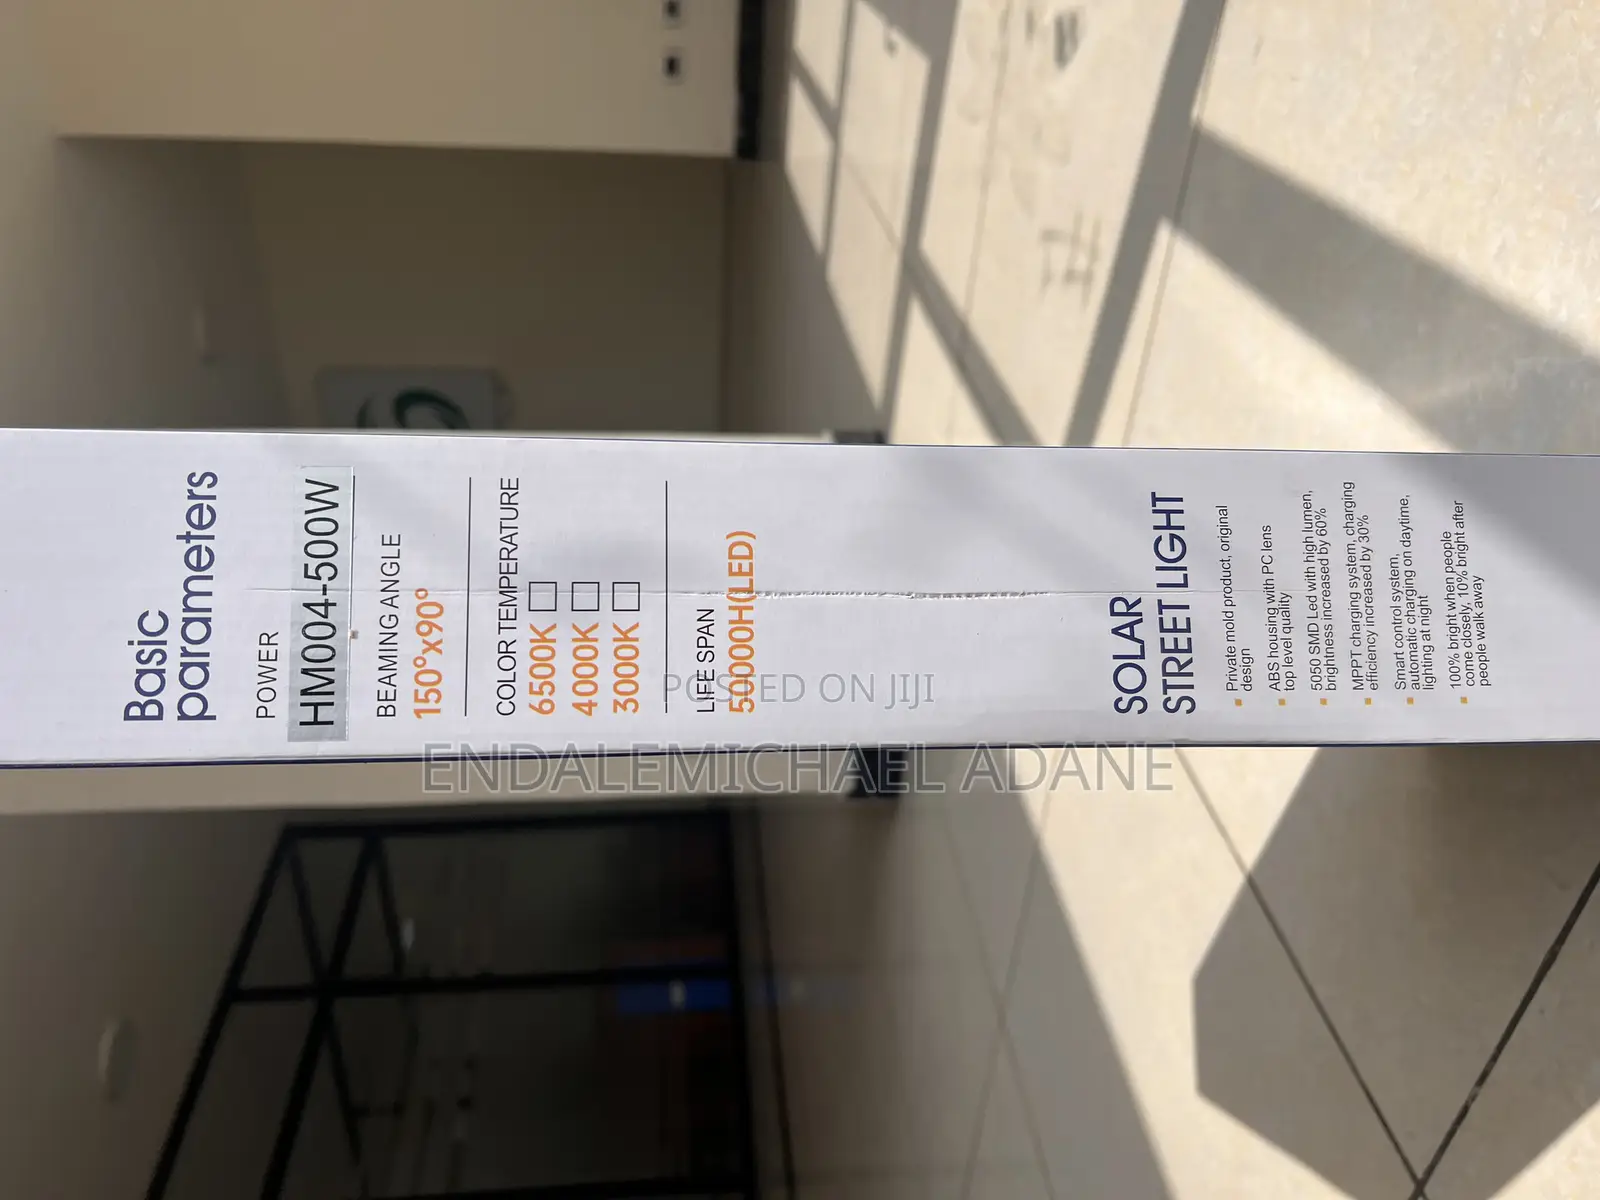 Basic
parameters
POWER
HM004-500W
BEAMING ANGLE
150°x90°
COLOR TEMPERATURE
6500K
4000K
3000K
LIFE SPAN
50000H(LED)
SOLAR
STREET LIGHT
Private mold product, original
design
ABS housing with PC lens
top level quality
5050 SMD Led with high lumen,
brightness increased by 60%
MPPT charging system, charging
efficiency increased by 30%
Smart control system,
automatic charging on daytime,
lighting at night
100% bright when people
come closely, 10% bright after
people walk away
POSTED ON JIJI
ENDALEMICHAEL ADANE